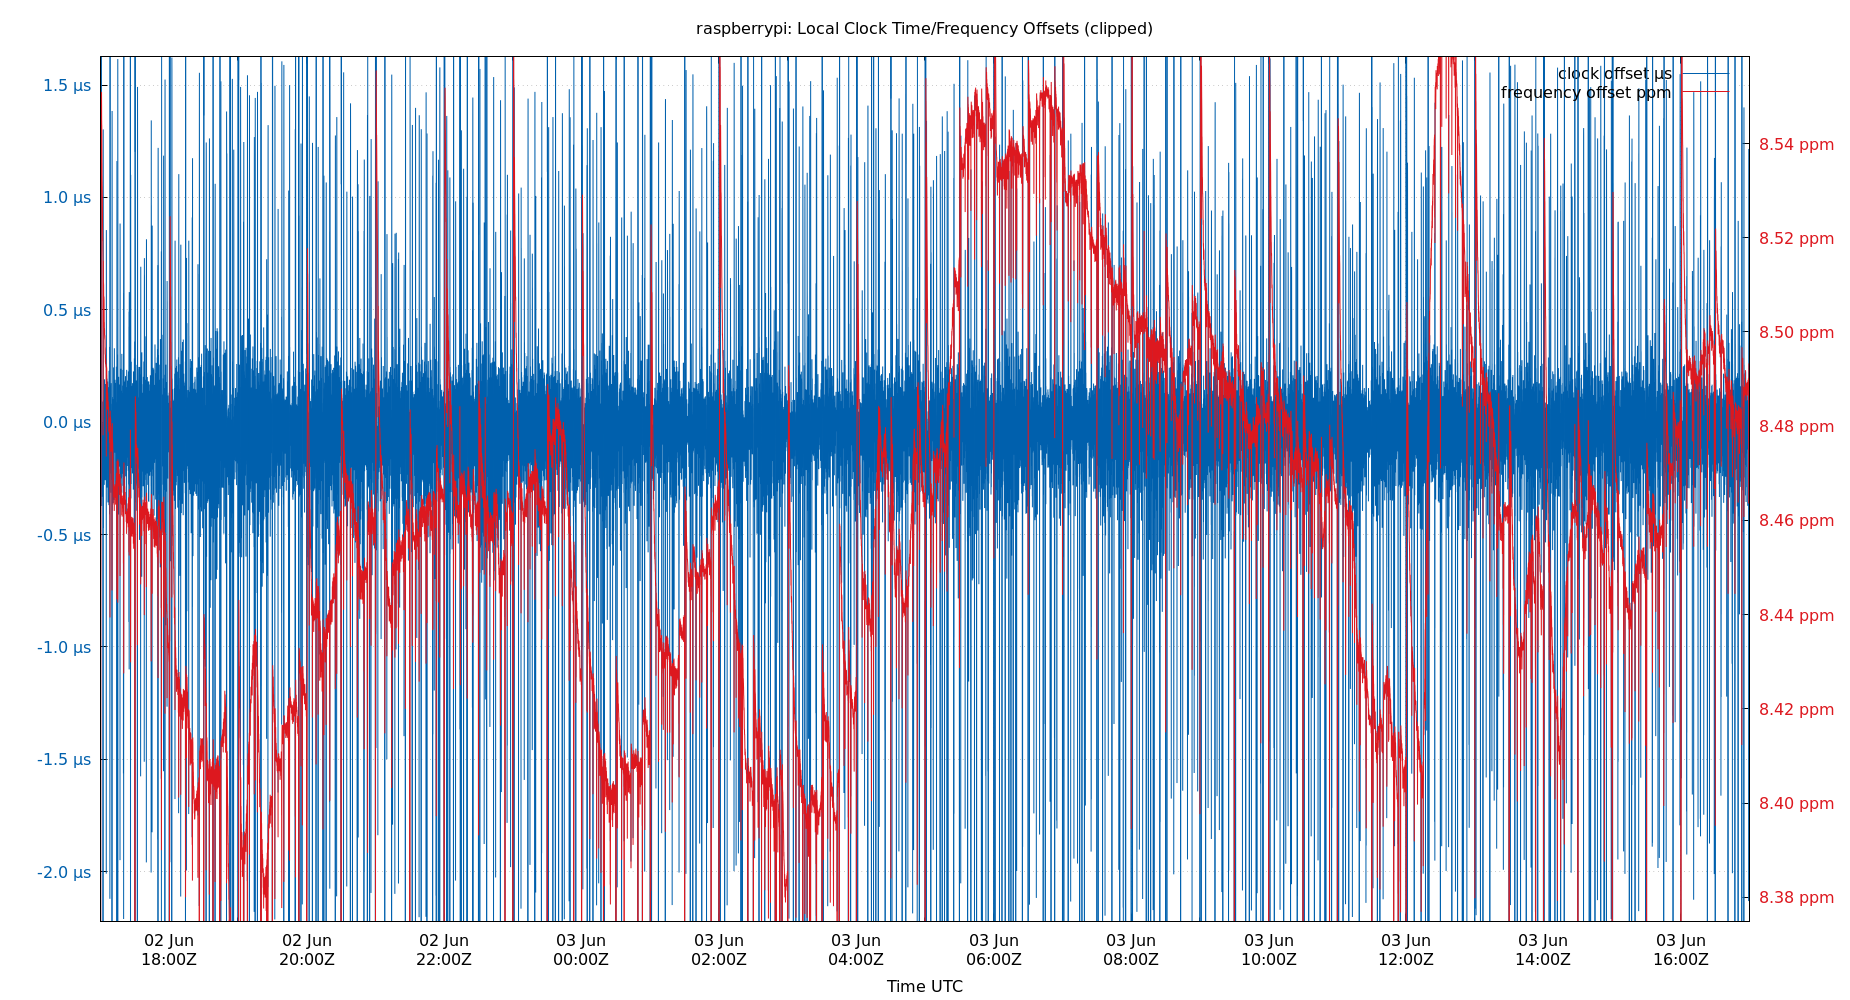 raspberrypi: Local Clock Time/Frequency Offsets (clipped)
clock offset µs
frequency offset ppm
1.5 µs
1.0 µs
0.5 µs
0.0 µs
-0.5 µs
-1.0 µs
-1.5 µs
-2.0 µs
8.54 ppm
8.52 ppm
8.50 ppm
8.48 ppm
8.46 ppm
8.44 ppm
8.42 ppm
8.40 ppm
8.38 ppm
02 Jun 02 Jun 02 Jun 03 Jun 03 Jun 03 Jun 03 Jun 03 Jun 03 Jun 03 Jun 03 Jun 03 Jun
18:00Z 20:00Z 22:00Z 00:00Z 02:00Z 04:00Z 06:00Z 08:00Z 10:00Z 12:00Z 14:00Z 16:00Z
Time UTC